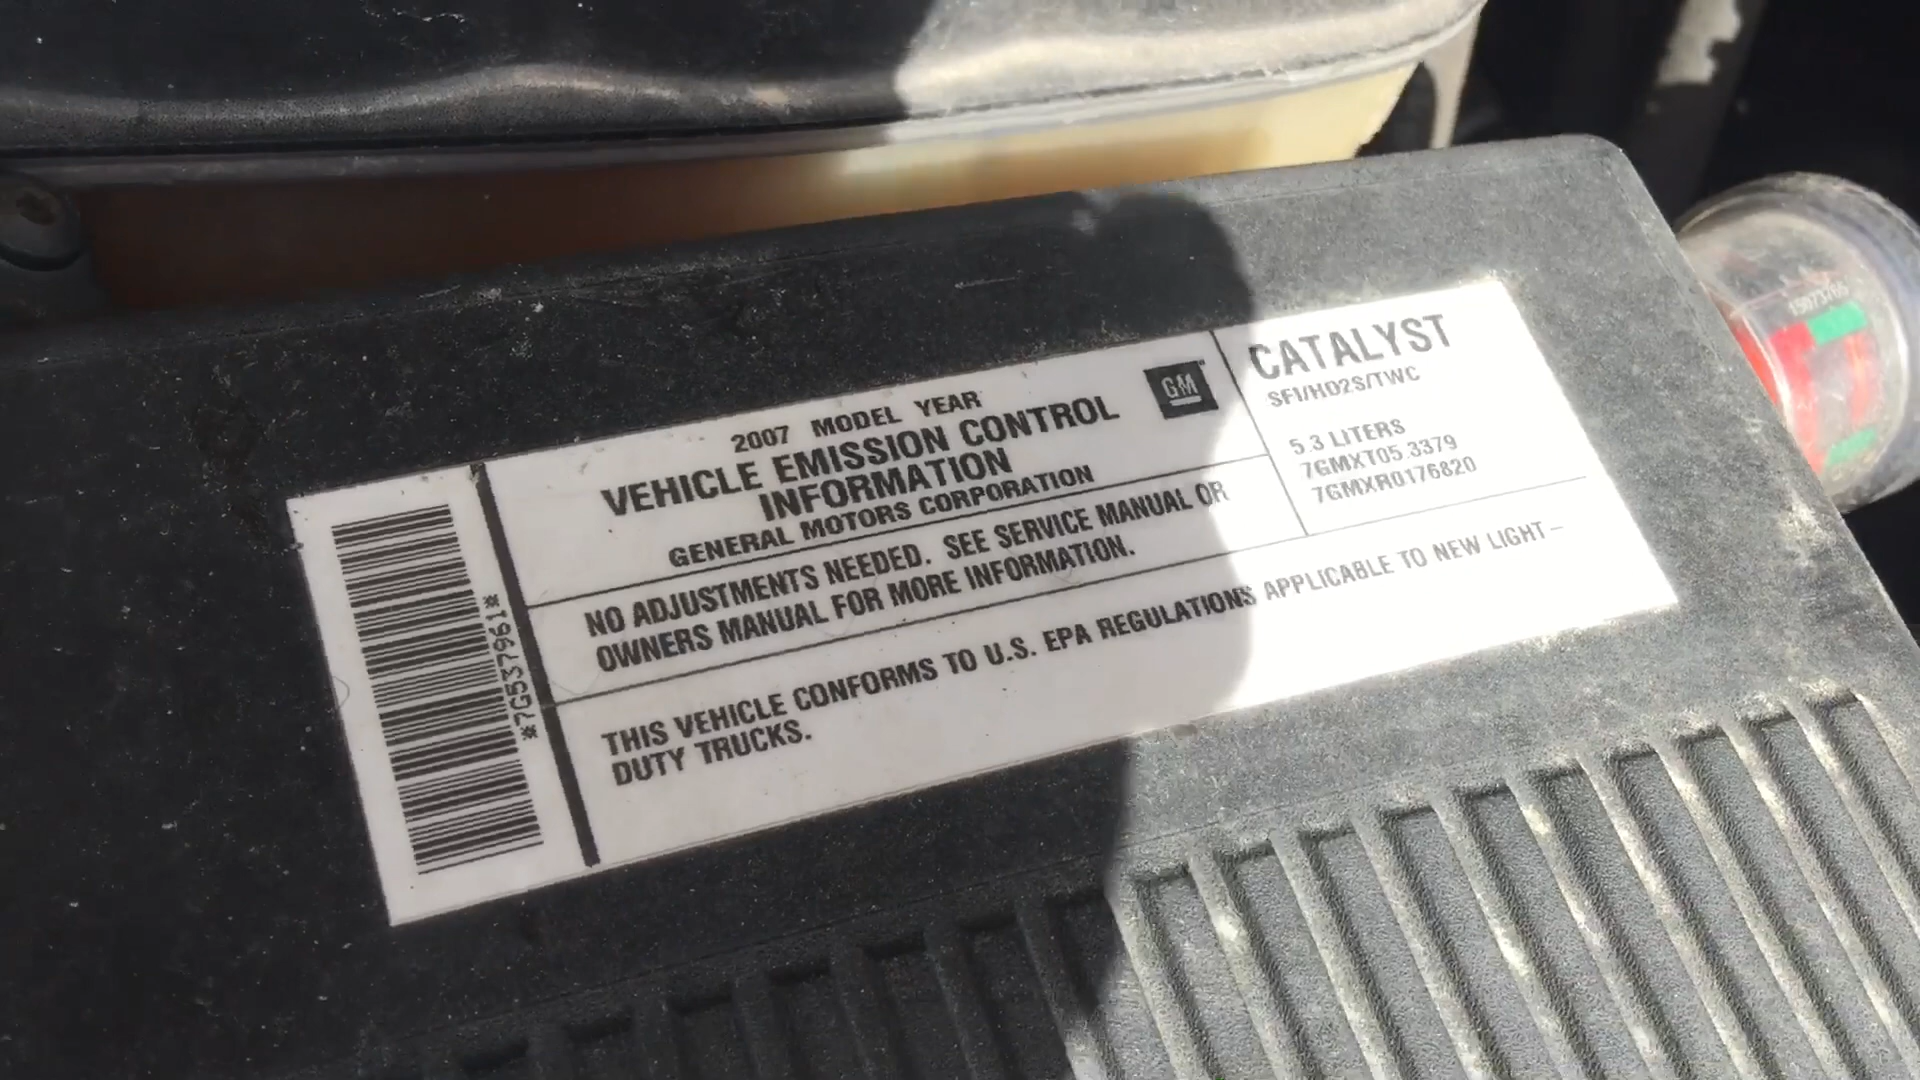 2007 MODEL YEAR
VEHICLE EMISSION CONTROL
INFORMATION
GENERAL MOTORS CORPORATION
GM
CATALYST
SFI/HO2S/TWC
5.3 LITERS
7GMXT05.3379
7GMXR0176820
NO ADJUSTMENTS NEEDED. SEE SERVICE MANUAL OR
OWNERS MANUAL FOR MORE INFORMATION.
THIS VEHICLE CONFORMS TO U.S. EPA REGULATIONS APPLICABLE TO NEW LIGHT-
DUTY TRUCKS.
*7G537961*